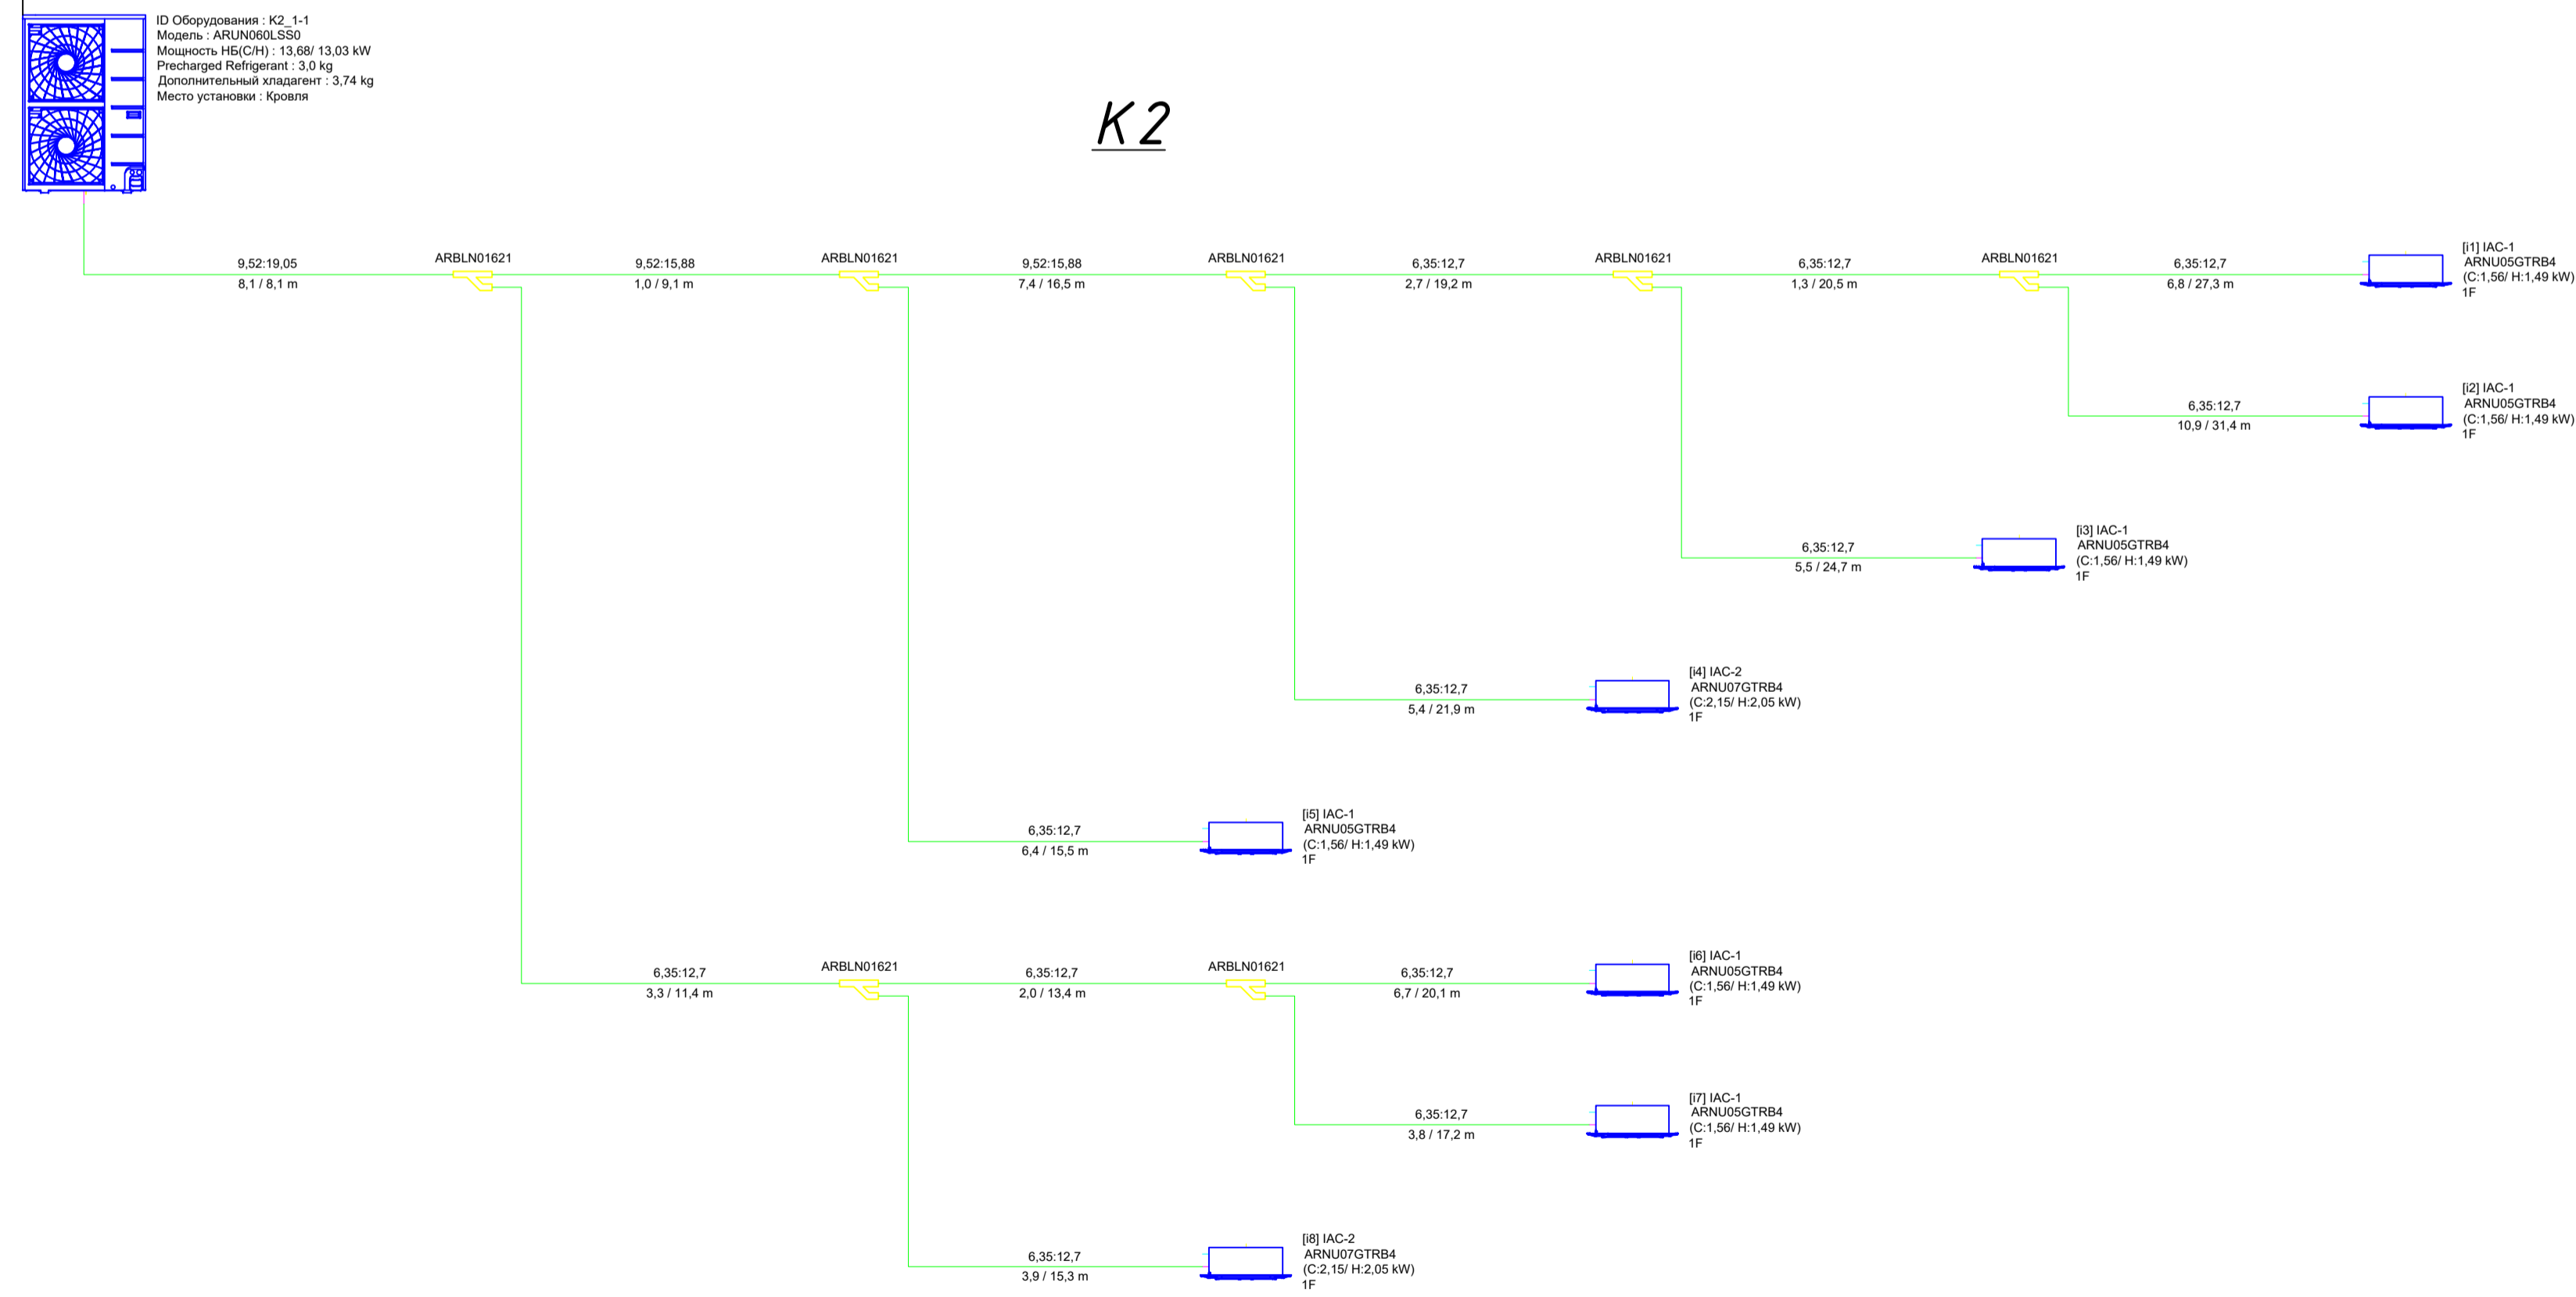 ID Оборудования : K2_1-1
Модель : ARUN060LSS0
Мощность НБ(C/H) : 13,68/ 13,03 kW
Precharged Refrigerant : 3,0 kg
Дополнительный хладагент : 3,74 kg
Место установки : Кровля
K2
9,52:19,05
8,1 / 8,1 m
ARBLN01621
9,52:15,88
1,0 / 9,1 m
ARBLN01621
9,52:15,88
7,4 / 16,5 m
ARBLN01621
6,35:12,7
2,7 / 19,2 m
ARBLN01621
6,35:12,7
1,3 / 20,5 m
ARBLN01621
6,35:12,7
6,8 / 27,3 m
[i1] IAC-1
ARNU05GTRB4
(C:1,56/ H:1,49 kW)
1F
6,35:12,7
10,9 / 31,4 m
[i2] IAC-1
ARNU05GTRB4
(C:1,56/ H:1,49 kW)
1F
6,35:12,7
5,5 / 24,7 m
[i3] IAC-1
ARNU05GTRB4
(C:1,56/ H:1,49 kW)
1F
6,35:12,7
5,4 / 21,9 m
[i4] IAC-2
ARNU07GTRB4
(C:2,15/ H:2,05 kW)
1F
6,35:12,7
6,4 / 15,5 m
[i5] IAC-1
ARNU05GTRB4
(C:1,56/ H:1,49 kW)
1F
6,35:12,7
3,3 / 11,4 m
ARBLN01621
6,35:12,7
2,0 / 13,4 m
ARBLN01621
6,35:12,7
6,7 / 20,1 m
[i6] IAC-1
ARNU05GTRB4
(C:1,56/ H:1,49 kW)
1F
6,35:12,7
3,8 / 17,2 m
[i7] IAC-1
ARNU05GTRB4
(C:1,56/ H:1,49 kW)
1F
6,35:12,7
3,9 / 15,3 m
[i8] IAC-2
ARNU07GTRB4
(C:2,15/ H:2,05 kW)
1F